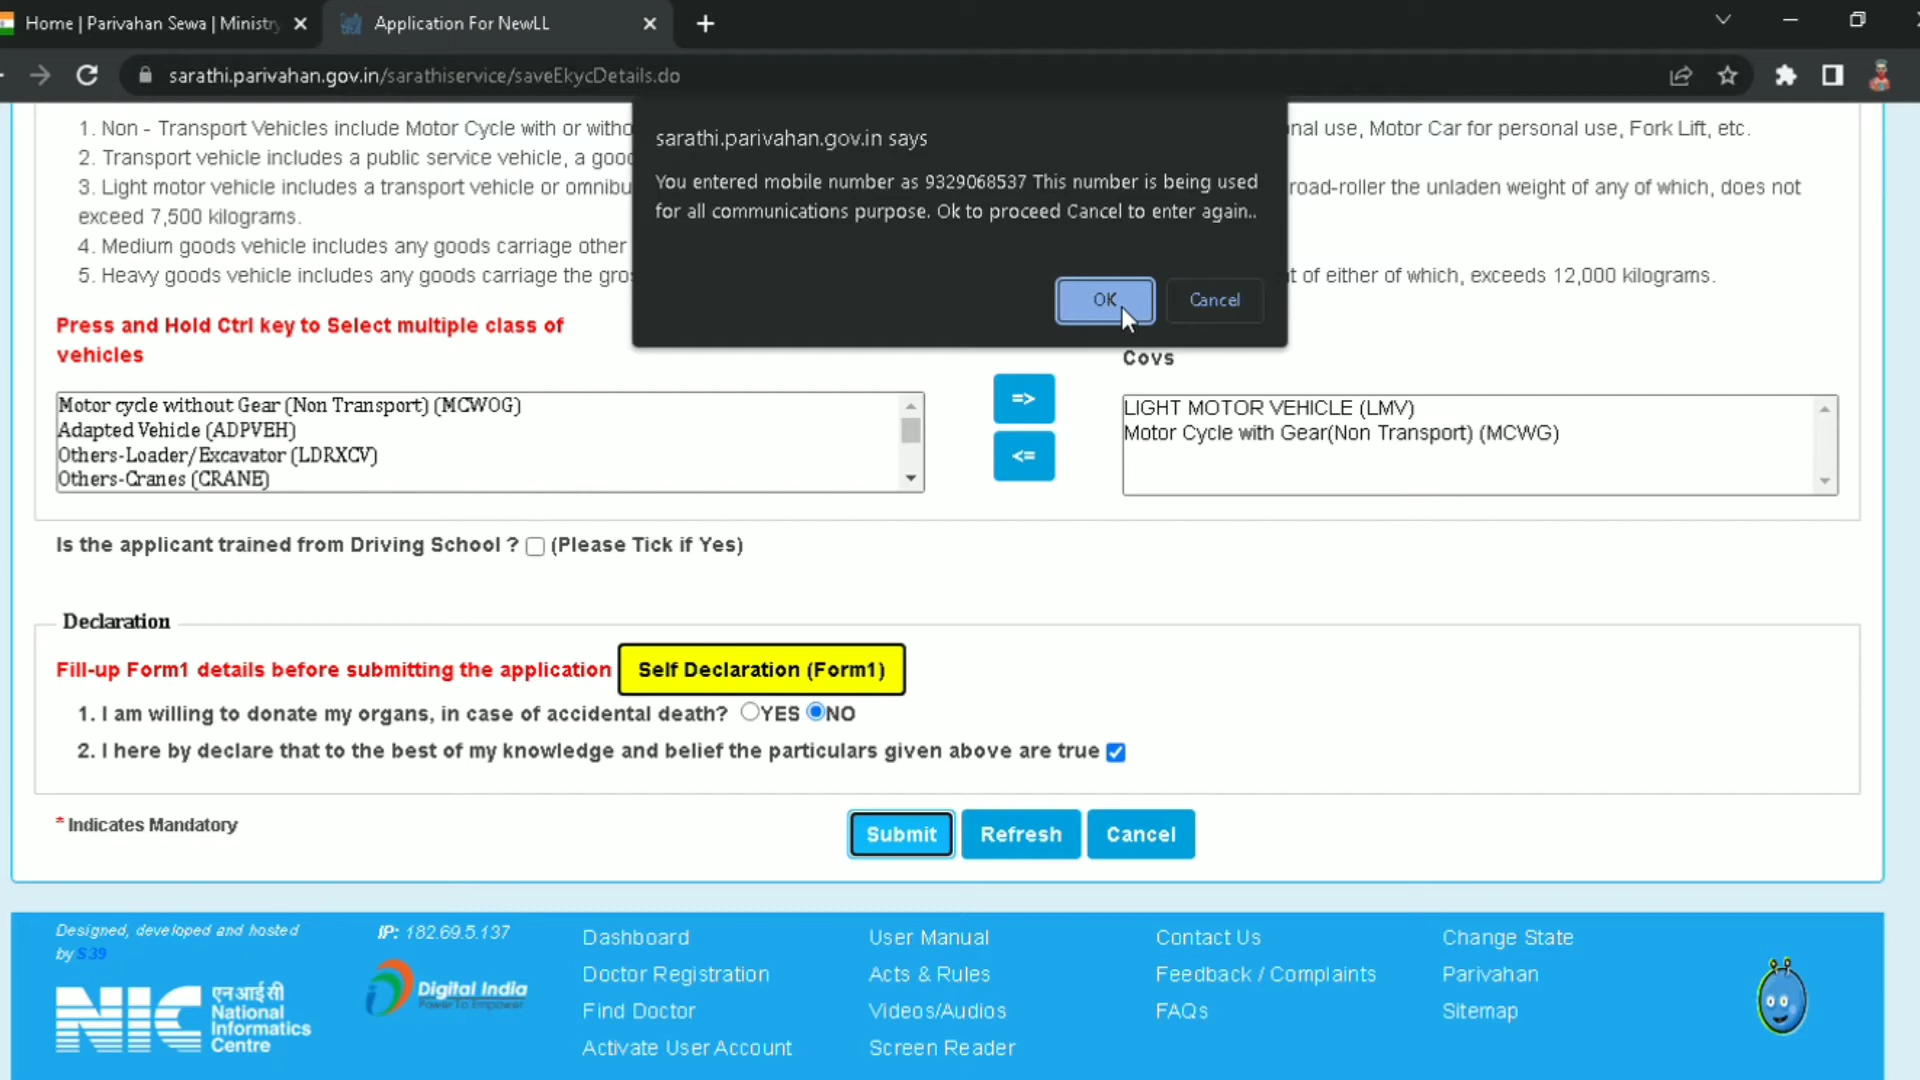 Home | Parivahan Sewa | Ministry
Application For NewLL
sarathi.parivahan.gov.in/sarathiservice/saveEkycDetails.do
sarathi.parivahan.gov.in says
You entered mobile number as 9329068537 This number is being used
for all communications purpose. Ok to proceed Cancel to enter again..
OK
Cancel
1. Non - Transport Vehicles include Motor Cycle with or witho
nal use, Motor Car for personal use, Fork Lift, etc.
2. Transport vehicle includes a public service vehicle, a good
3. Light motor vehicle includes a transport vehicle or omnibu
road-roller the unladen weight of any of which, does not
exceed 7,500 kilograms.
4. Medium goods vehicle includes any goods carriage other
5. Heavy goods vehicle includes any goods carriage the gros
t of either of which, exceeds 12,000 kilograms.
Press and Hold Ctrl key to Select multiple class of
vehicles
Covs
Motor cycle without Gear (Non Transport) (MCWOG)
Adapted Vehicle (ADPVEH)
Others-Loader/Excavator (LDRXCV)
Others-Cranes (CRANE)
=>
<=
LIGHT MOTOR VEHICLE (LMV)
Motor Cycle with Gear(Non Transport) (MCWG)
Is the applicant trained from Driving School ? (Please Tick if Yes)
Declaration
Fill-up Form1 details before submitting the application
Self Declaration (Form1)
1. I am willing to donate my organs, in case of accidental death? YES NO
2. I here by declare that to the best of my knowledge and belief the particulars given above are true
* Indicates Mandatory
Submit
Refresh
Cancel
Designed, developed and hosted
by S39
NIC
एन आई सी
National
Informatics
Centre
IP: 182.69.5.137
Digital India
Power To Empower
Dashboard
Doctor Registration
Find Doctor
Activate User Account
User Manual
Acts & Rules
Videos/Audios
Screen Reader
Contact Us
Feedback / Complaints
FAQs
Change State
Parivahan
Sitemap